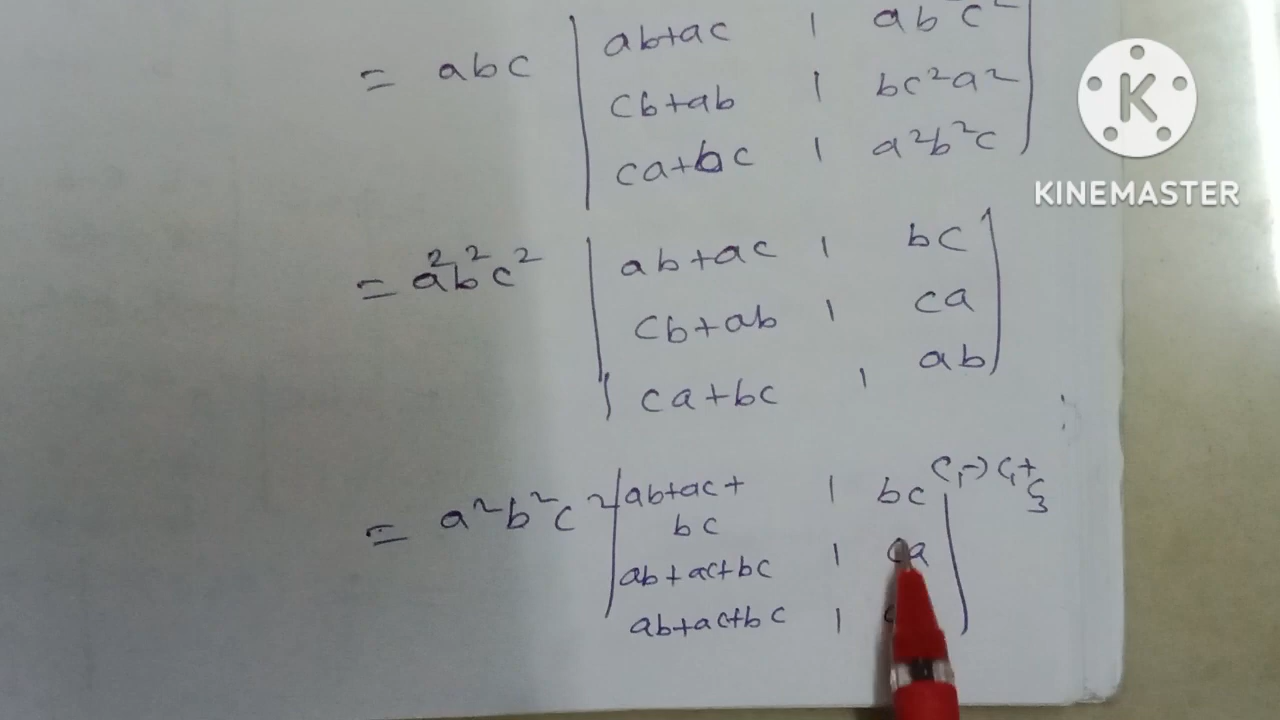 = abc | ab+ac 1 ab²c² |
| cb+ab 1 bc²a² |
| ca+bc 1 a²b²c |
K
KINEMASTER
= a²b²c² | ab+ac 1 bc |
| cb+ab 1 ca |
| ca+bc 1 ab |
= a²b²c² | ab+ac+ 1 bc | C₁→C₁+
bc C₃
ab+ac+bc 1 ca
ab+ac+bc 1